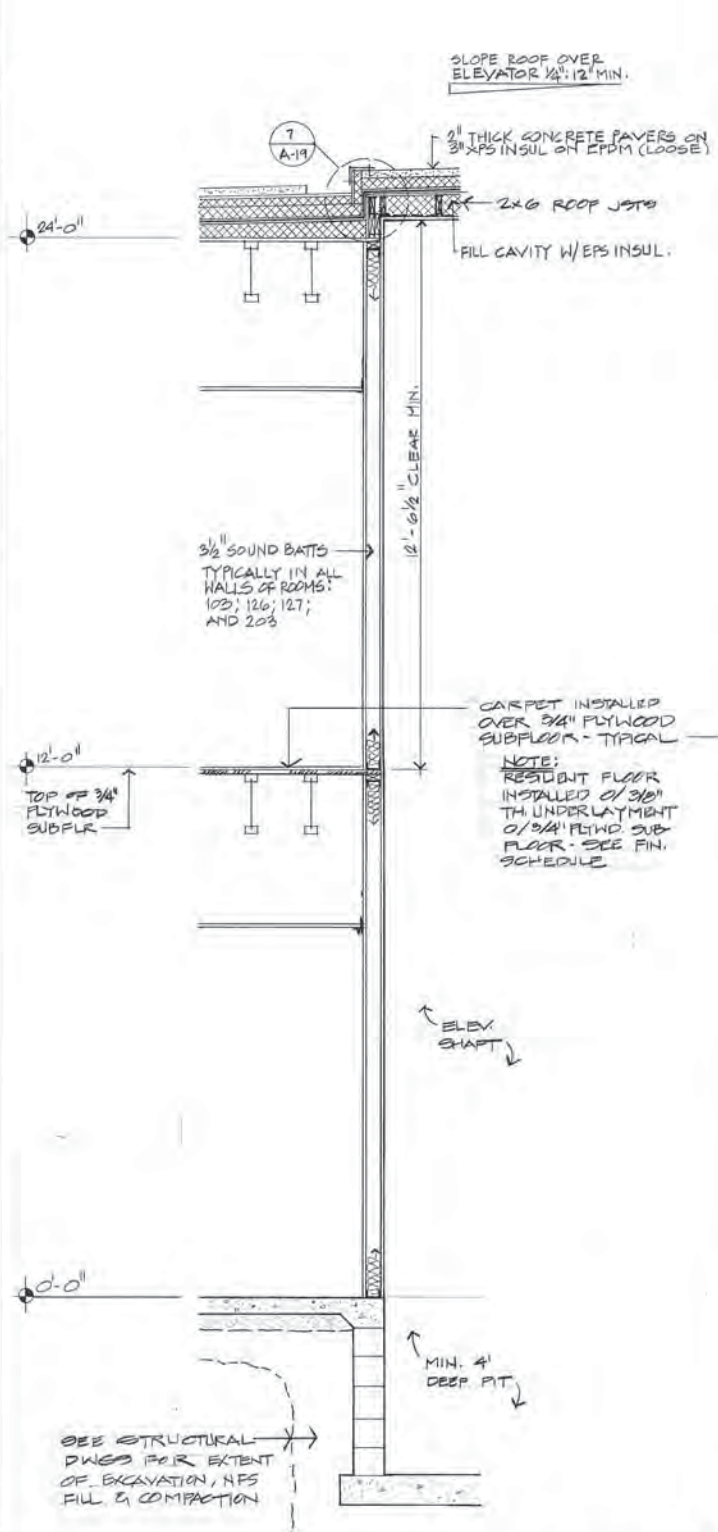 SLOPE ROOF OVER
ELEVATOR 1/4":12" MIN.
7
A-19
2" THICK CONCRETE PAVERS ON
3" XPS INSUL ON EPDM (LOOSE)
2x6 ROOF JSTS
FILL CAVITY W/ EPS INSUL.
24'-0"
12'-6 1/2" CLEAR MIN.
3 1/2" SOUND BATTS
TYPICALLY IN ALL
WALLS OF ROOMS:
103; 126; 127;
AND 203
CARPET INSTALLED
OVER 3/4" PLYWOOD
SUBFLOOR - TYPICAL
NOTE:
RESILIENT FLOOR
INSTALLED O/ 3/8"
TH. UNDERLAYMENT
O/ 3/4" PLYWD. SUB
FLOOR - SEE FIN.
SCHEDULE
12'-0"
TOP OF 3/4"
PLYWOOD
SUBFLR
ELEV.
SHAFT
0'-0"
MIN. 4'
DEEP PIT
SEE STRUCTURAL
DWGS FOR EXTENT
OF EXCAVATION, NFS
FILL & COMPACTION